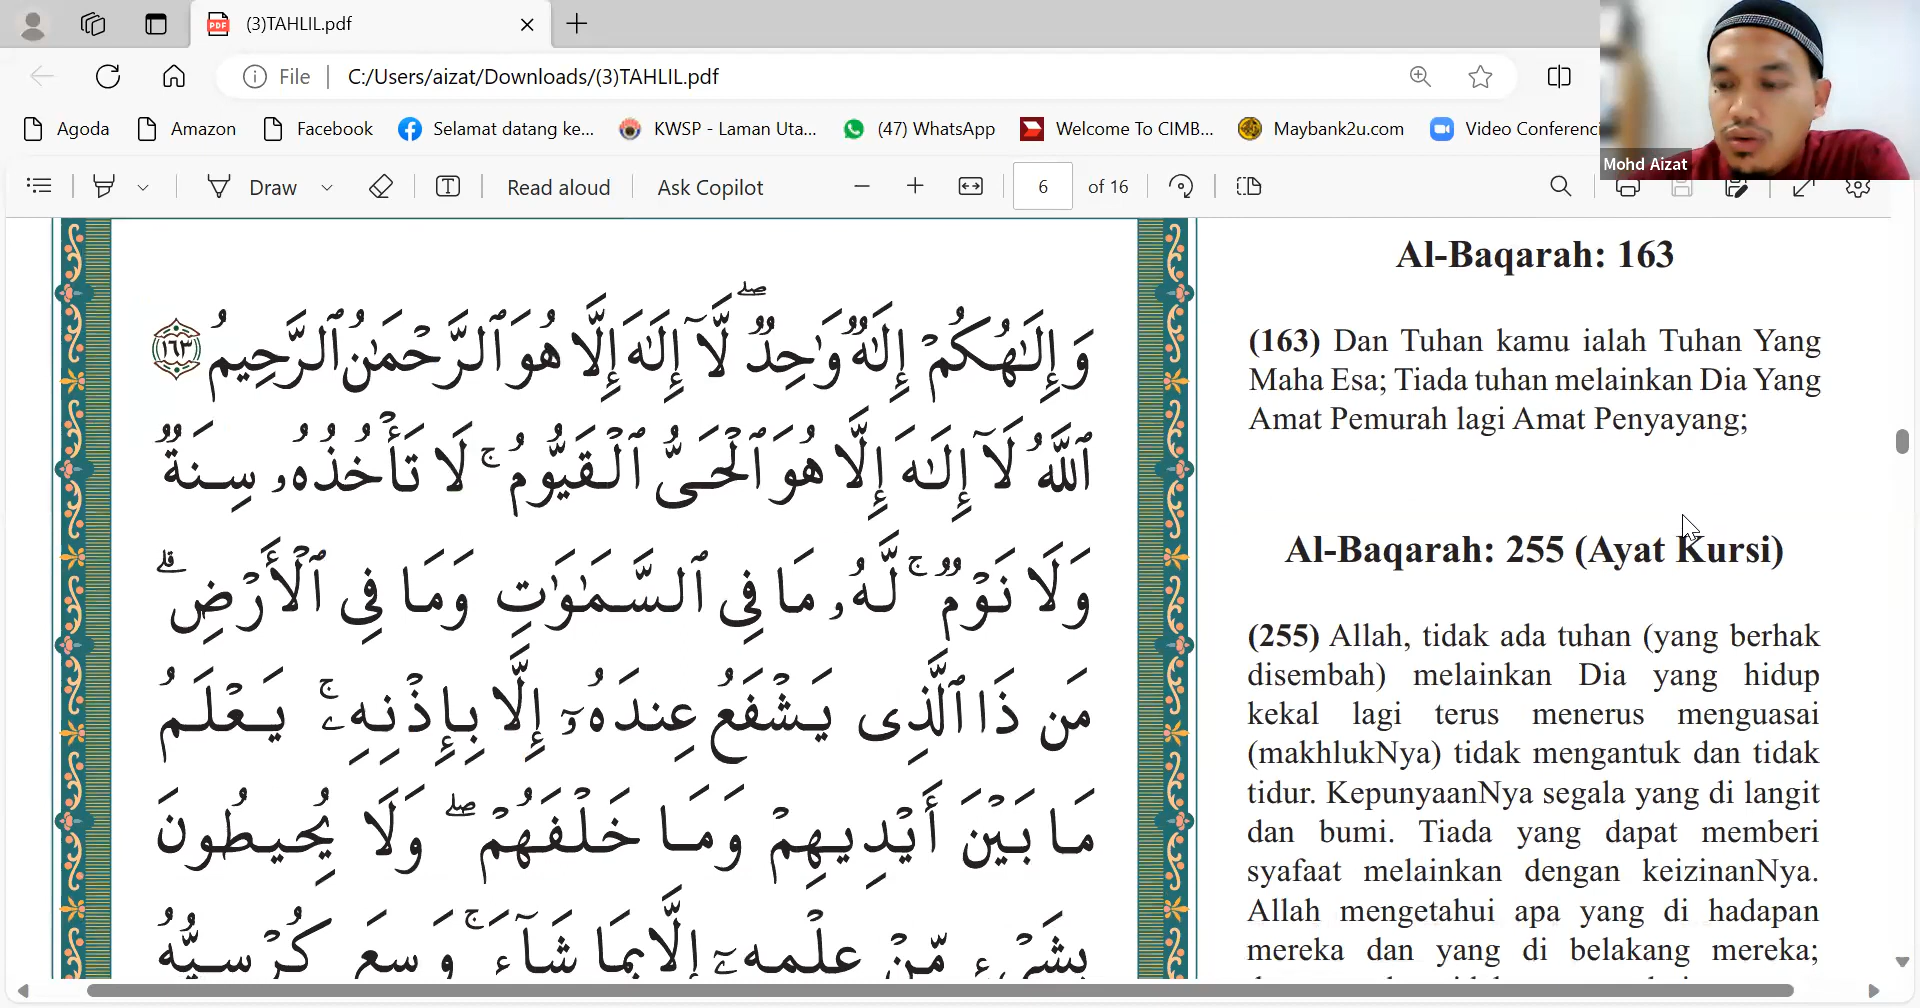 (3)TAHLIL.pdf
File C:/Users/aizat/Downloads/(3)TAHLIL.pdf
Agoda Amazon Facebook Selamat datang ke... KWSP - Laman Uta... (47) WhatsApp Welcome To CIMB... Maybank2u.com Video Conferenci
Mohd Aizat
Draw Read aloud Ask Copilot 6 of 16
وَإِلَٰهُكُمْ إِلَٰهٌ وَٰحِدٌ ۖ لَّآ إِلَٰهَ إِلَّا هُوَ ٱلرَّحْمَٰنُ ٱلرَّحِيمُ ١٦٣
ٱللَّهُ لَآ إِلَٰهَ إِلَّا هُوَ ٱلْحَىُّ ٱلْقَيُّومُ ۚ لَا تَأْخُذُهُۥ سِنَةٌ
وَلَا نَوْمٌ ۚ لَّهُۥ مَا فِى ٱلسَّمَٰوَٰتِ وَمَا فِى ٱلْأَرْضِ ۗ
مَن ذَا ٱلَّذِى يَشْفَعُ عِندَهُۥٓ إِلَّا بِإِذْنِهِۦ ۚ يَعْلَمُ
مَا بَيْنَ أَيْدِيهِمْ وَمَا خَلْفَهُمْ ۖ وَلَا يُحِيطُونَ
بِشَىْءٍ مِّنْ عِلْمِهِۦٓ إِلَّا بِمَا شَآءَ ۚ وَسِعَ كُرْسِيُّهُ
Al-Baqarah: 163
(163) Dan Tuhan kamu ialah Tuhan Yang
Maha Esa; Tiada tuhan melainkan Dia Yang
Amat Pemurah lagi Amat Penyayang;
Al-Baqarah: 255 (Ayat Kursi)
(255) Allah, tidak ada tuhan (yang berhak
disembah) melainkan Dia yang hidup
kekal lagi terus menerus menguasai
(makhlukNya) tidak mengantuk dan tidak
tidur. KepunyaanNya segala yang di langit
dan bumi. Tiada yang dapat memberi
syafaat melainkan dengan keizinanNya.
Allah mengetahui apa yang di hadapan
mereka dan yang di belakang mereka;